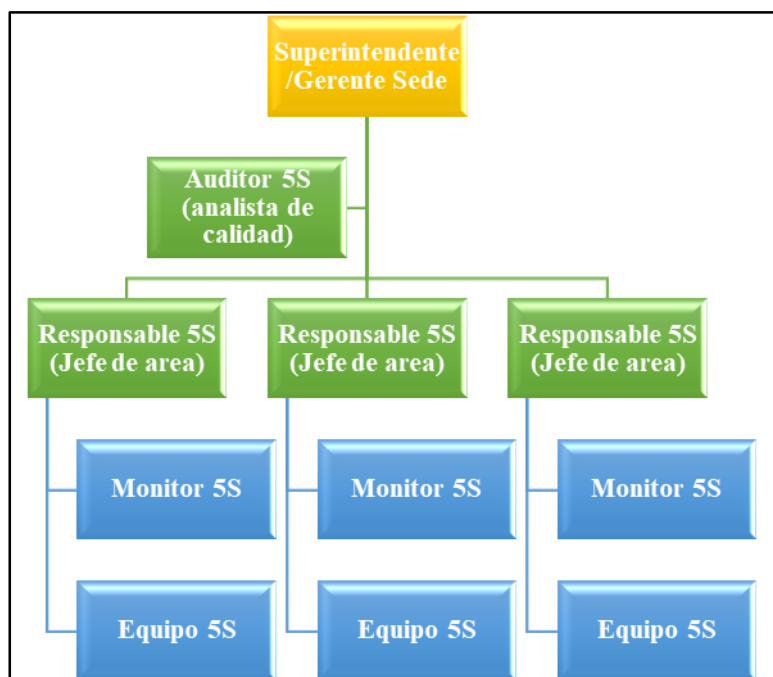 Superintendente
/Gerente Sede
Auditor 5S
(analista de
calidad)
Responsable 5S
(Jefe de area)
Responsable 5S
(Jefe de area)
Responsable 5S
(Jefe de area)
Monitor 5S
Monitor 5S
Monitor 5S
Equipo 5S
Equipo 5S
Equipo 5S